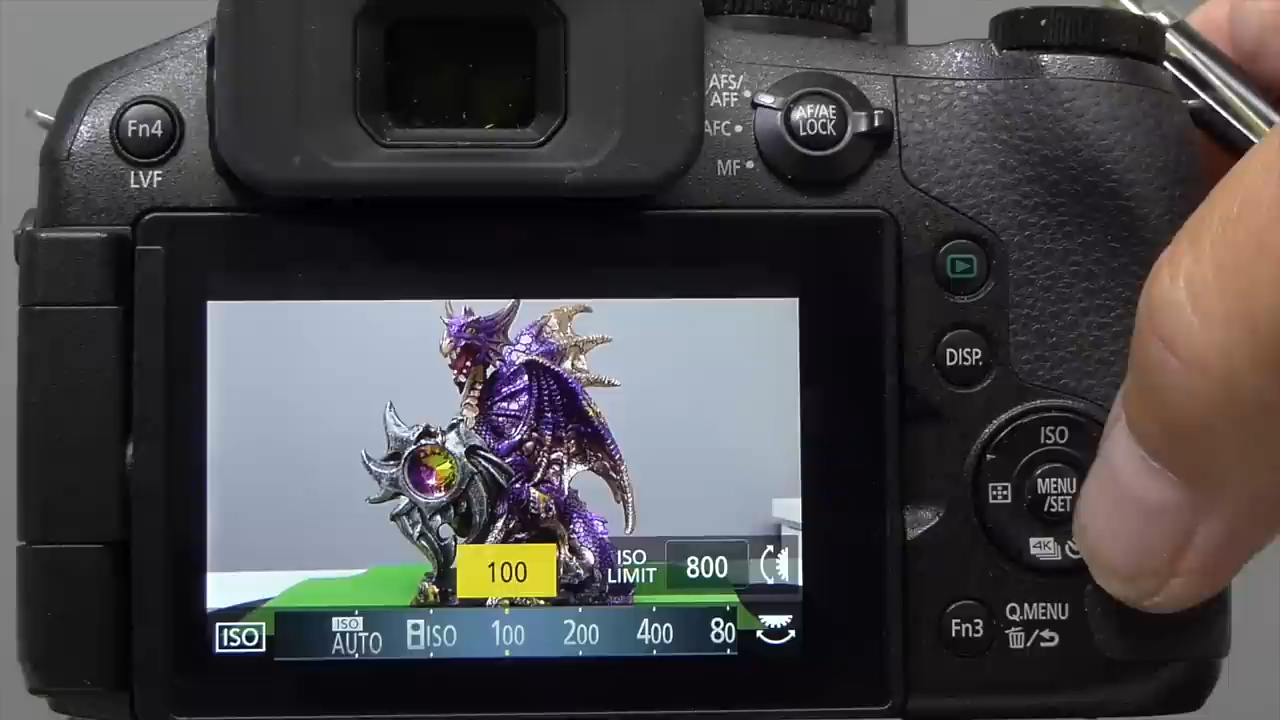 Fn4
LVF
AFS/
AFF
AFC
MF
AF/AE
LOCK
DISP.
ISO
MENU
/SET
4K
Fn3
Q.MENU
100
ISO
LIMIT
800
ISO
ISO
AUTO
ISO
100
200
400
80